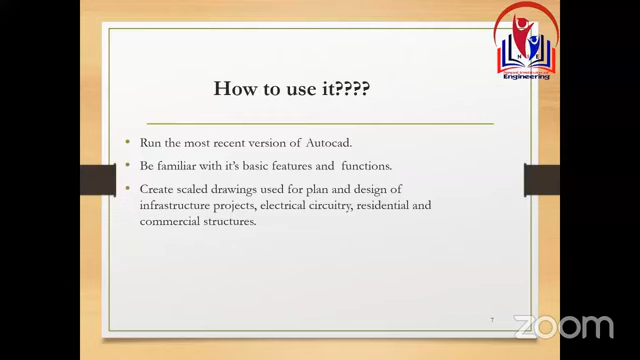 How to use it????
• Run the most recent version of Autocad.
• Be familiar with it's basic features and functions.
• Create scaled drawings used for plan and design of
infrastructure projects, electrical circuitry, residential and
commercial structures.
7
zoom
Engineering